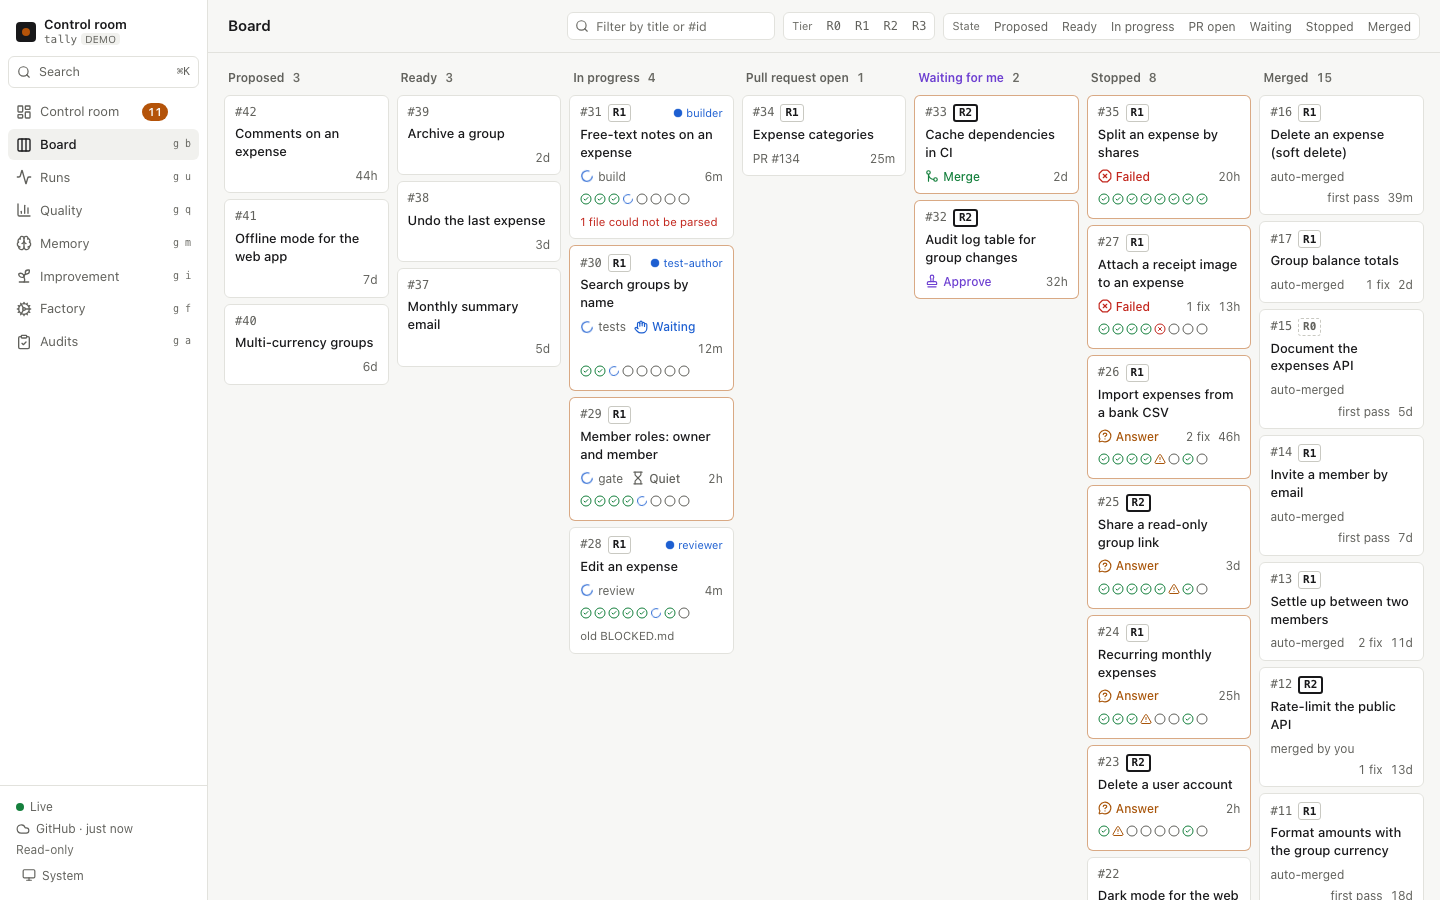 Control room
tally DEMO
Search ⌘K
Control room 11
Board g b
Runs g u
Quality g q
Memory g m
Improvement g i
Factory g f
Audits g a
Live
GitHub · just now
Read-only
System
Board
Filter by title or #id
Tier R0 R1 R2 R3
State Proposed Ready In progress PR open Waiting Stopped Merged
Proposed 3
#42
Comments on an
expense
44h
#41
Offline mode for the
web app
7d
#40
Multi-currency groups
6d
Ready 3
#39
Archive a group
2d
#38
Undo the last expense
3d
#37
Monthly summary
email
5d
In progress 4
#31 R1 builder
Free-text notes on an
expense
build 6m
1 file could not be parsed
#30 R1 test-author
Search groups by
name
tests Waiting
12m
#29 R1
Member roles: owner
and member
gate Quiet 2h
#28 R1 reviewer
Edit an expense
review 4m
old BLOCKED.md
Pull request open 1
#34 R1
Expense categories
PR #134 25m
Waiting for me 2
#33 R2
Cache dependencies
in CI
Merge 2d
#32 R2
Audit log table for
group changes
Approve 32h
Stopped 8
#35 R1
Split an expense by
shares
Failed 20h
#27 R1
Attach a receipt image
to an expense
Failed 1 fix 13h
#26 R1
Import expenses from
a bank CSV
Answer 2 fix 46h
#25 R2
Share a read-only
group link
Answer 3d
#24 R1
Recurring monthly
expenses
Answer 25h
#23 R2
Delete a user account
Answer 2h
#22
Dark mode for the web
Merged 15
#16 R1
Delete an expense
(soft delete)
auto-merged
first pass 39m
#17 R1
Group balance totals
auto-merged 1 fix 2d
#15 R0
Document the
expenses API
auto-merged
first pass 5d
#14 R1
Invite a member by
email
auto-merged
first pass 7d
#13 R1
Settle up between two
members
auto-merged 2 fix 11d
#12 R2
Rate-limit the public
API
merged by you
1 fix 13d
#11 R1
Format amounts with
the group currency
auto-merged
first pass 18d